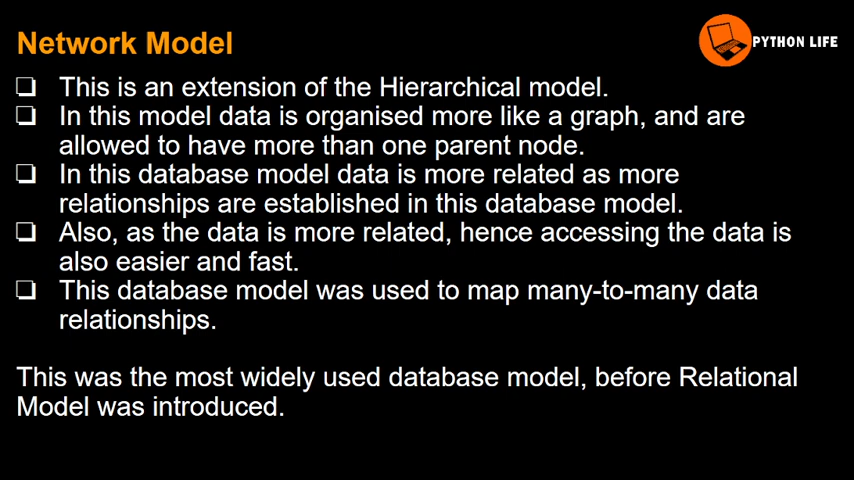 Network Model
PYTHON LIFE
❏ This is an extension of the Hierarchical model.
❏ In this model data is organised more like a graph, and are
allowed to have more than one parent node.
❏ In this database model data is more related as more
relationships are established in this database model.
❏ Also, as the data is more related, hence accessing the data is
also easier and fast.
❏ This database model was used to map many-to-many data
relationships.
This was the most widely used database model, before Relational
Model was introduced.